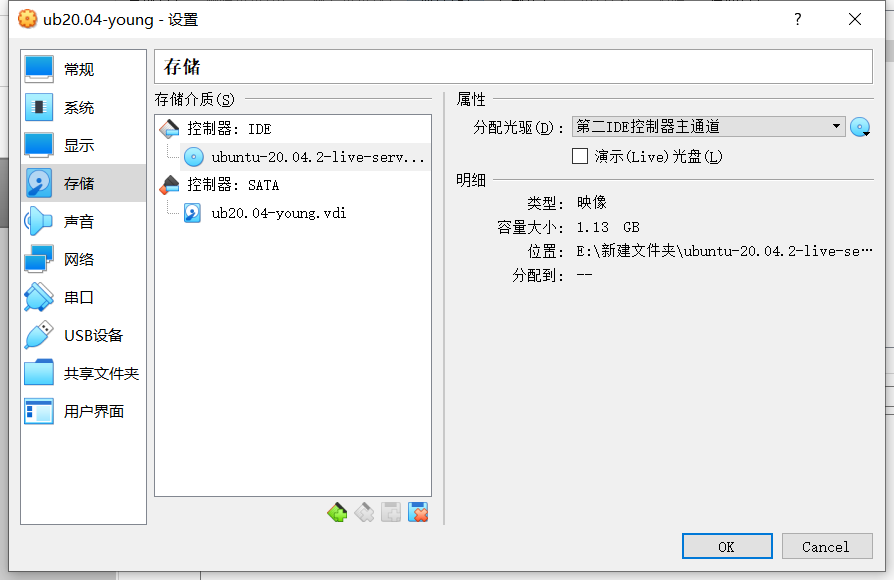 ub20.04-young - 设置
?
常规
系统
显示
存储
声音
网络
串口
USB设备
共享文件夹
用户界面
存储
存储介质(S)
控制器: IDE
ubuntu-20.04.2-live-serv...
控制器: SATA
ub20.04-young.vdi
属性
分配光驱(D): 第二IDE控制器主通道
演示(Live)光盘(L)
明细
类型: 映像
容量大小: 1.13 GB
位置: E:\新建文件夹\ubuntu-20.04.2-live-se…
分配到: --
OK
Cancel